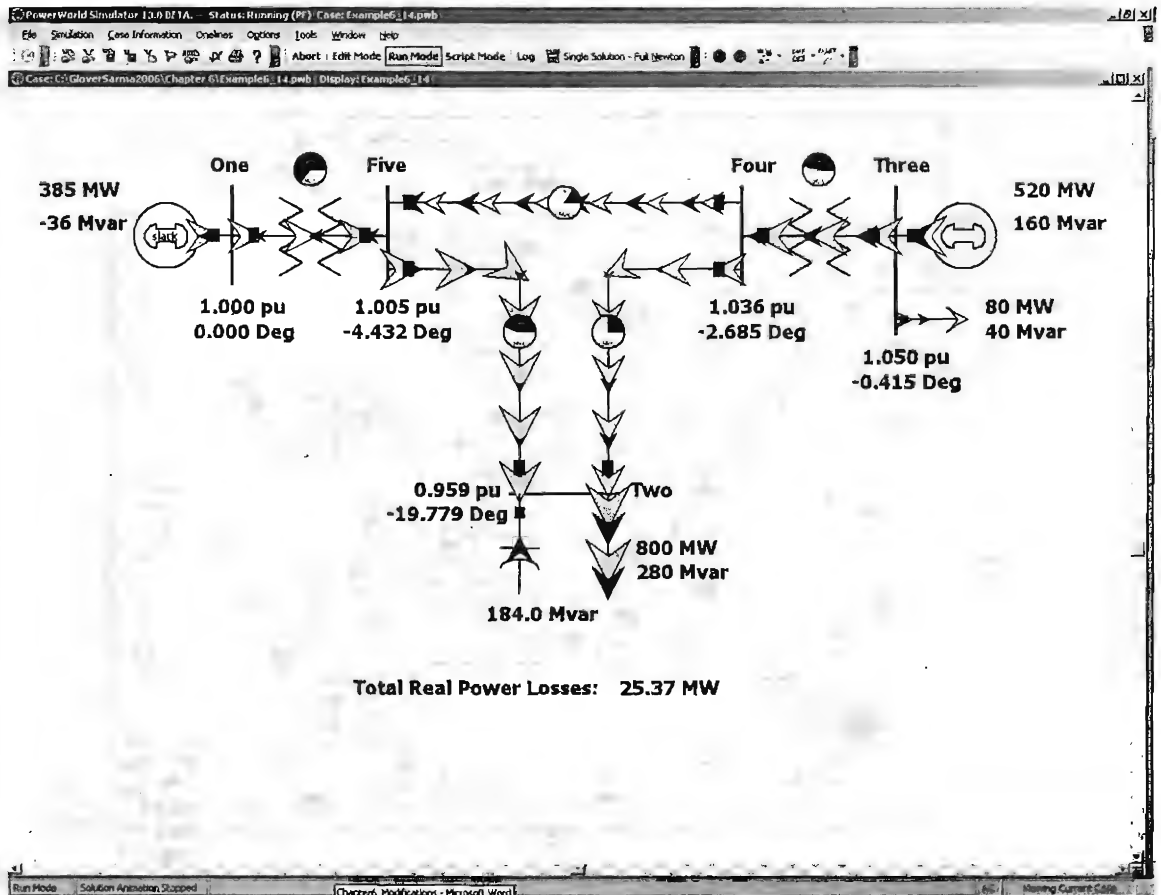 PowerWorld Simulator 10.0 BETA. - Status: Running (PF) Case: Example6_14.pwb
File Simulation Case Information Onelines Options Tools Window Help
Abort Edit Mode Run Mode Script Mode Log Single Solution - Full Newton
Case: C:\GloverSarma2006\Chapter 6\Example6_14.pwb Display: Example6_14
One Five Four Three
385 MW
-36 Mvar
520 MW
160 Mvar
slack
1.000 pu
0.000 Deg
1.005 pu
-4.432 Deg
1.036 pu
-2.685 Deg
80 MW
40 Mvar
1.050 pu
-0.415 Deg
0.959 pu
-19.779 Deg
Two
800 MW
280 Mvar
184.0 Mvar
Total Real Power Losses: 25.37 MW
Run Mode Solution Animation Stopped
Chapter6_Modifications - Microsoft Word